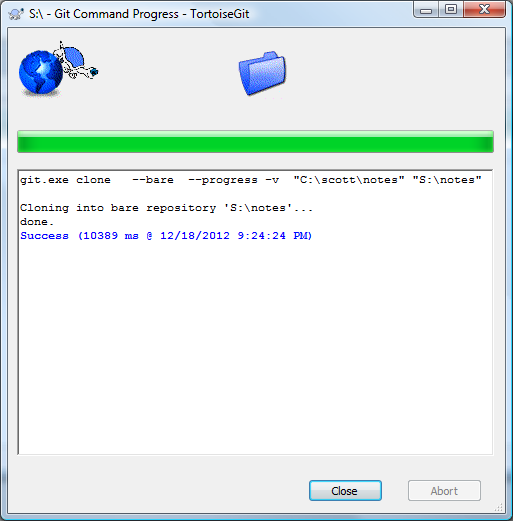 S:\ - Git Command Progress - TortoiseGit
git.exe clone   --bare  --progress -v  "C:\scott\notes" "S:\notes"
Cloning into bare repository 'S:\notes'...
done.
Success (10389 ms @ 12/18/2012 9:24:24 PM)
Close Abort